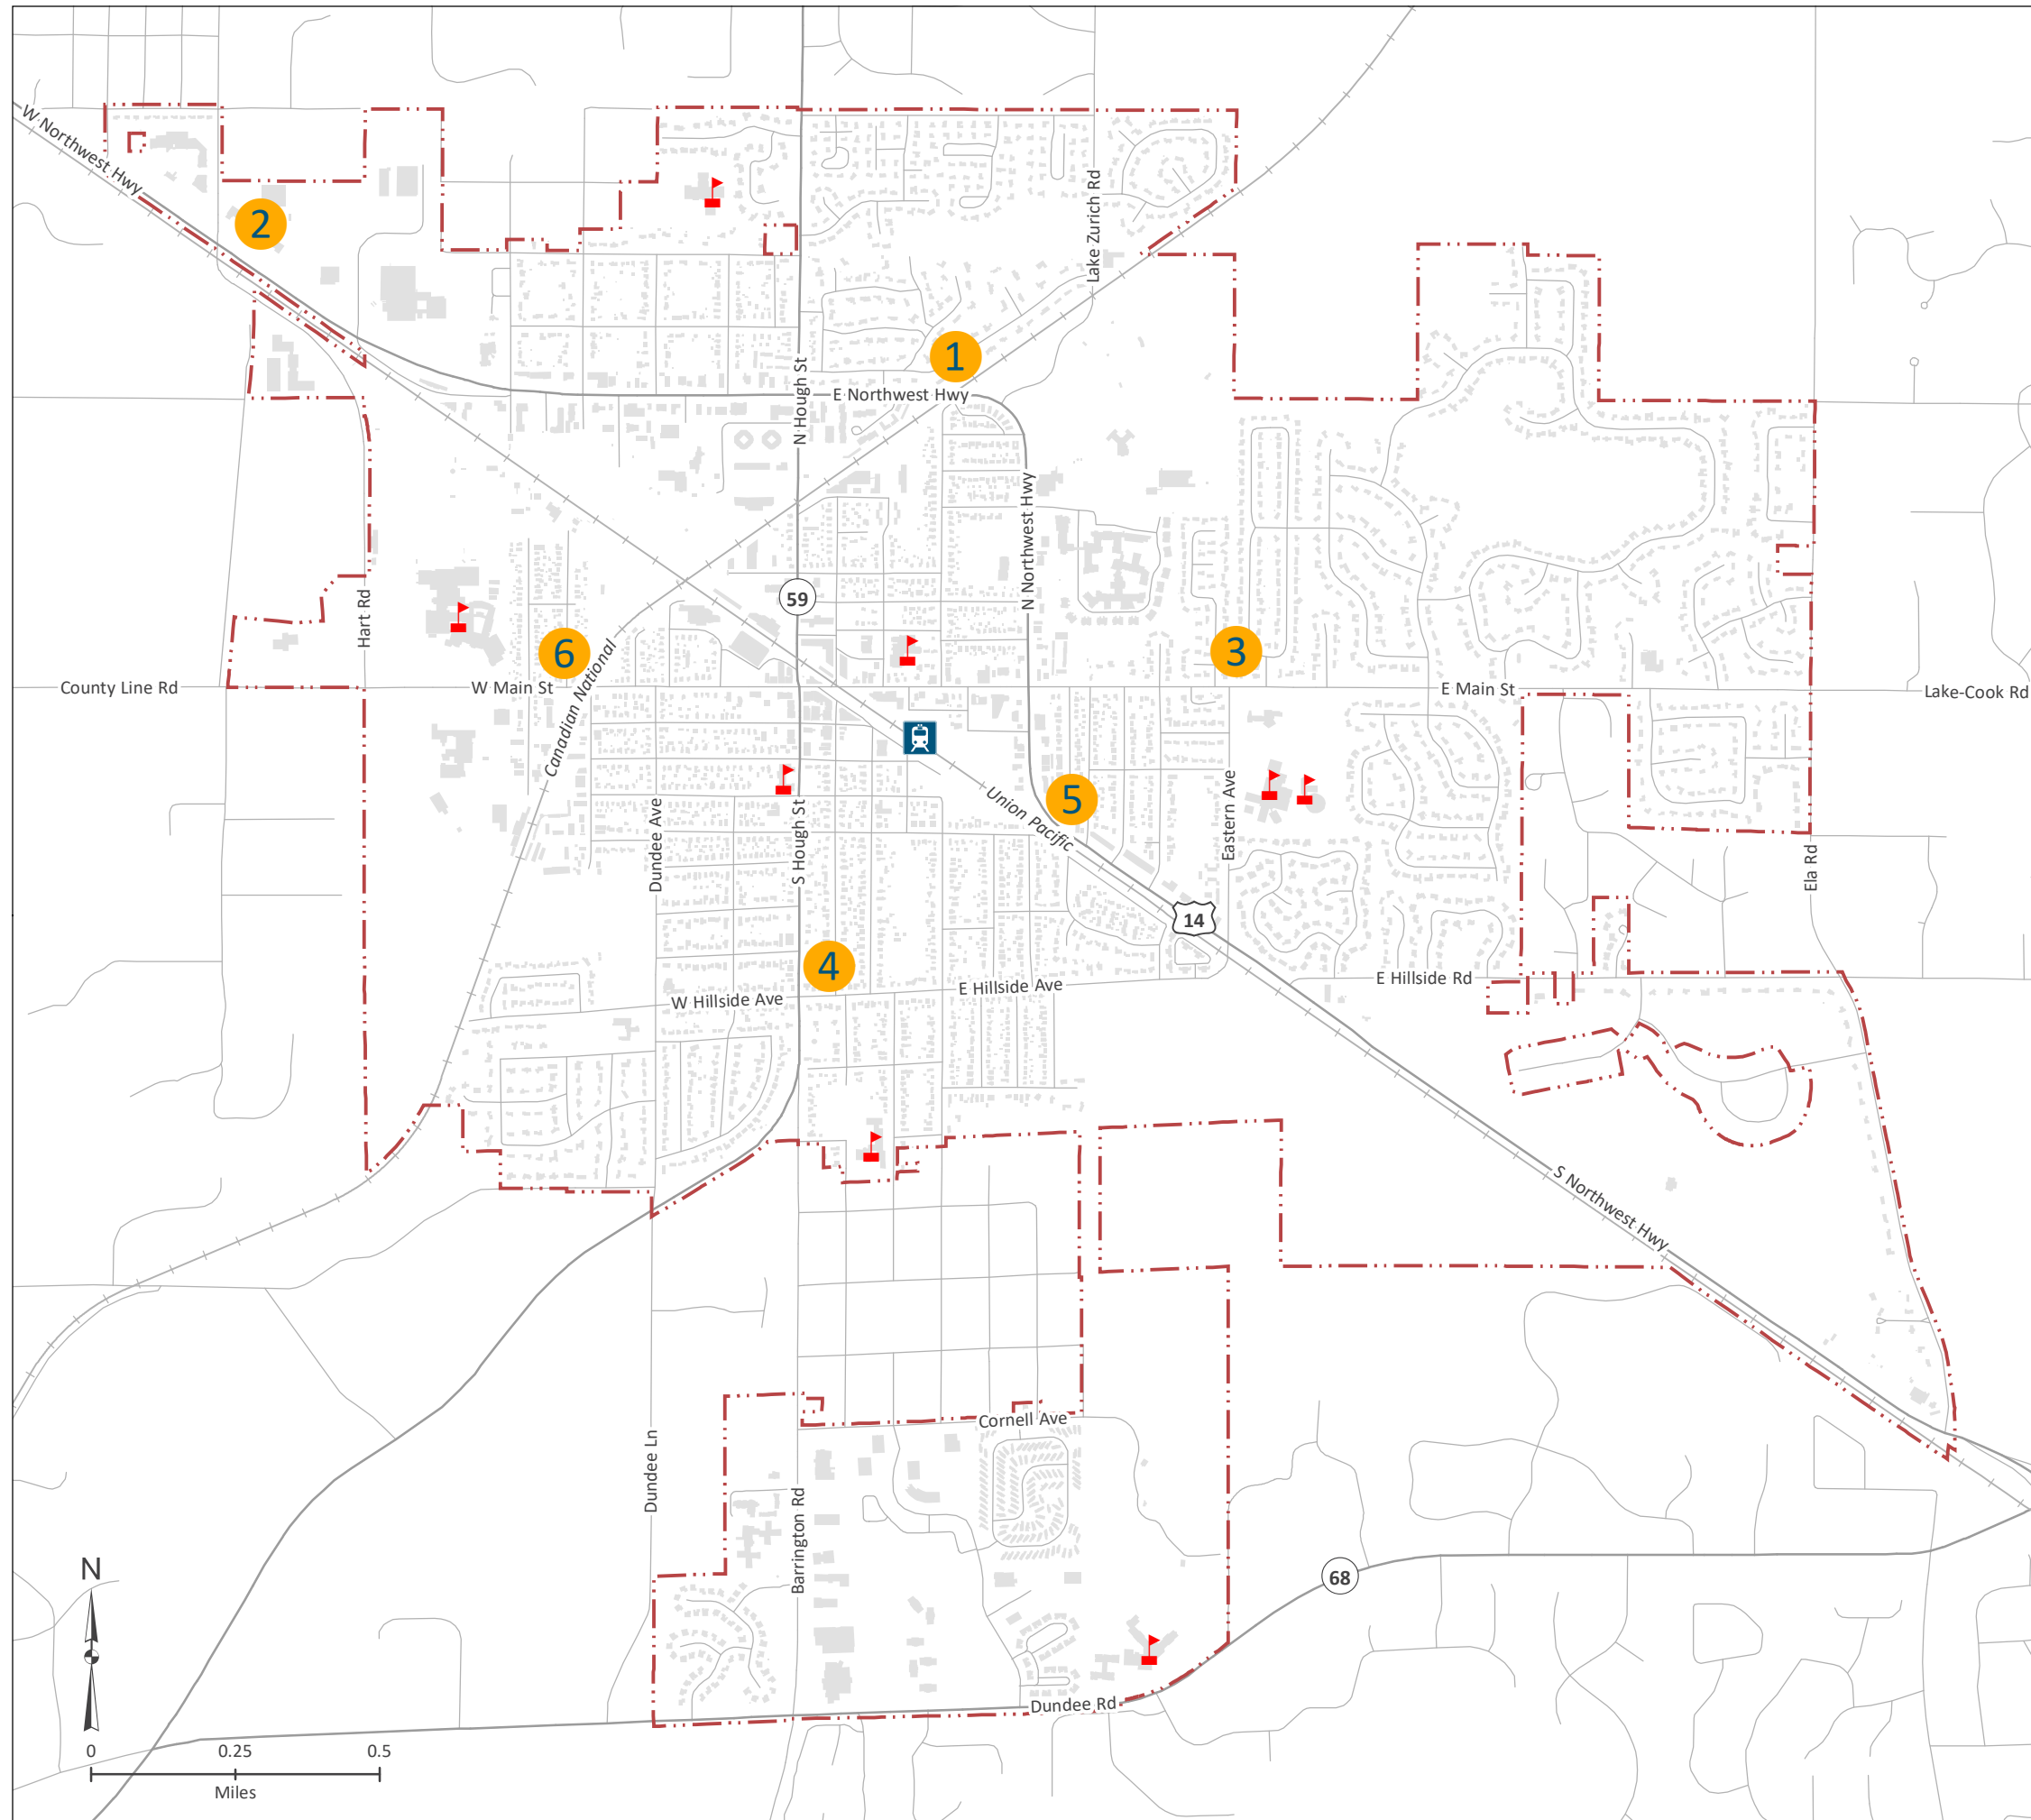 W Northwest Hwy
2
Lake Zurich Rd
1
N Hough St
E Northwest Hwy
N Northwest Hwy
59
Hart Rd
6
3
Canadian National
County Line Rd
W Main St
E Main St
Lake-Cook Rd
5
Union Pacific
Dundee Ave
S Hough St
Eastern Ave
Ela Rd
14
4
W Hillside Ave
E Hillside Ave
E Hillside Rd
S Northwest Hwy
Cornell Ave
Dundee Ln
Barrington Rd
68
N
Dundee Rd
0 0.25 0.5
Miles